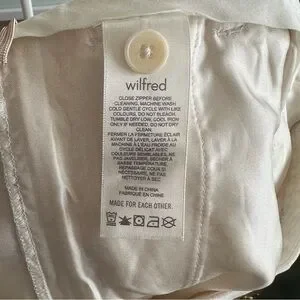 wilfred
CLOSE ZIPPER BEFORE
CLEANING, MACHINE WASH
COLD GENTLE CYCLE WITH LIKE
COLOURS, DO NOT BLEACH,
TUMBLE DRY LOW, COOL IRON
ONLY IF NEEDED, DO NOT DRY
CLEAN.
FERMER LA FERMETURE ÉCLAIR
AVANT DE LAVER, LAVER À LA
MACHINE À L'EAU FROIDE AU
CYCLE DÉLICAT AVEC
COULEURS SEMBLABLES, NE
PAS JAVELLISER, SÉCHER À
BASSE TEMPÉRATURE,
REPASSAGE DOUX SI
NÉCESSAIRE, NE PAS
NETTOYER À SEC
MADE IN CHINA
FABRIQUÉ EN CHINE
MADE FOR EACH OTHER.